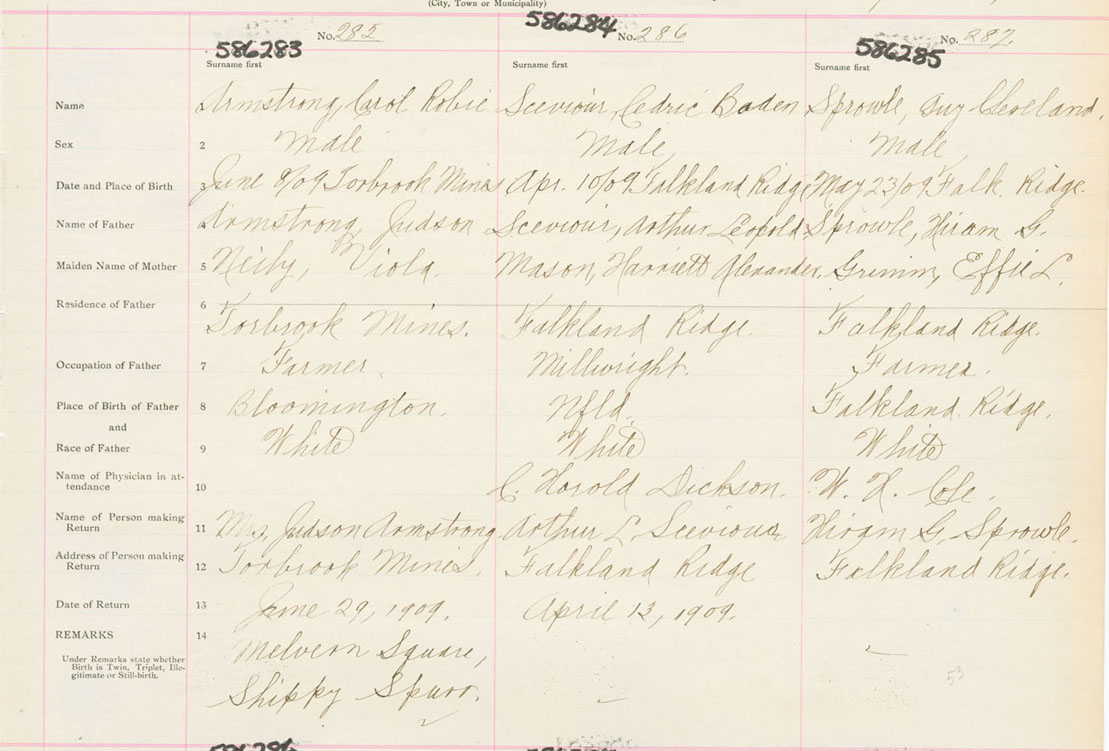 (City, Town or Municipality)
586283 No. 285 586284 No. 286 586285 No. 287.
Surname first Surname first Surname first
Name 1 Armstrong, Carol Robie Sceviour, Cedric Baden Sprowle, Guy Cleveland.
Sex 2 Male Male, Male,
Date and Place of Birth 3 June 8/09 Torbrook Mines Apr. 10/09 Falkland Ridge May 23/09 Falk. Ridge.
Name of Father 4 Armstrong, Judson Sceviour, Arthur Leopold Sprowle, Hiram G.
Maiden Name of Mother 5 Neily Viola. Mason, Harriett Alexander. Grimm, Effie L.
Residence of Father 6 Torbrook Mines. Falkland Ridge. Falkland Ridge.
Occupation of Father 7 Farmer. Millwright. Farmer.
Place of Birth of Father 8 Bloomington. Nfld. Falkland Ridge.
and
Race of Father 9 White White White
Name of Physician in at-
tendance 10 C. Harold Dickson. W. H. Cole.
Name of Person making
Return 11 Mrs. Judson Armstrong Arthur L. Sceviour Hiram G. Sprowle.
Address of Person making
Return 12 Torbrook Mines. Falkland Ridge Falkland Ridge.
Date of Return 13 June 29, 1909. April 13, 1909.
REMARKS 14 Melvern Square,
Under Remarks state whether
Birth is Twin, Triplet, Ille-
gitimate or Still-birth.
Shippy Spurr.
53